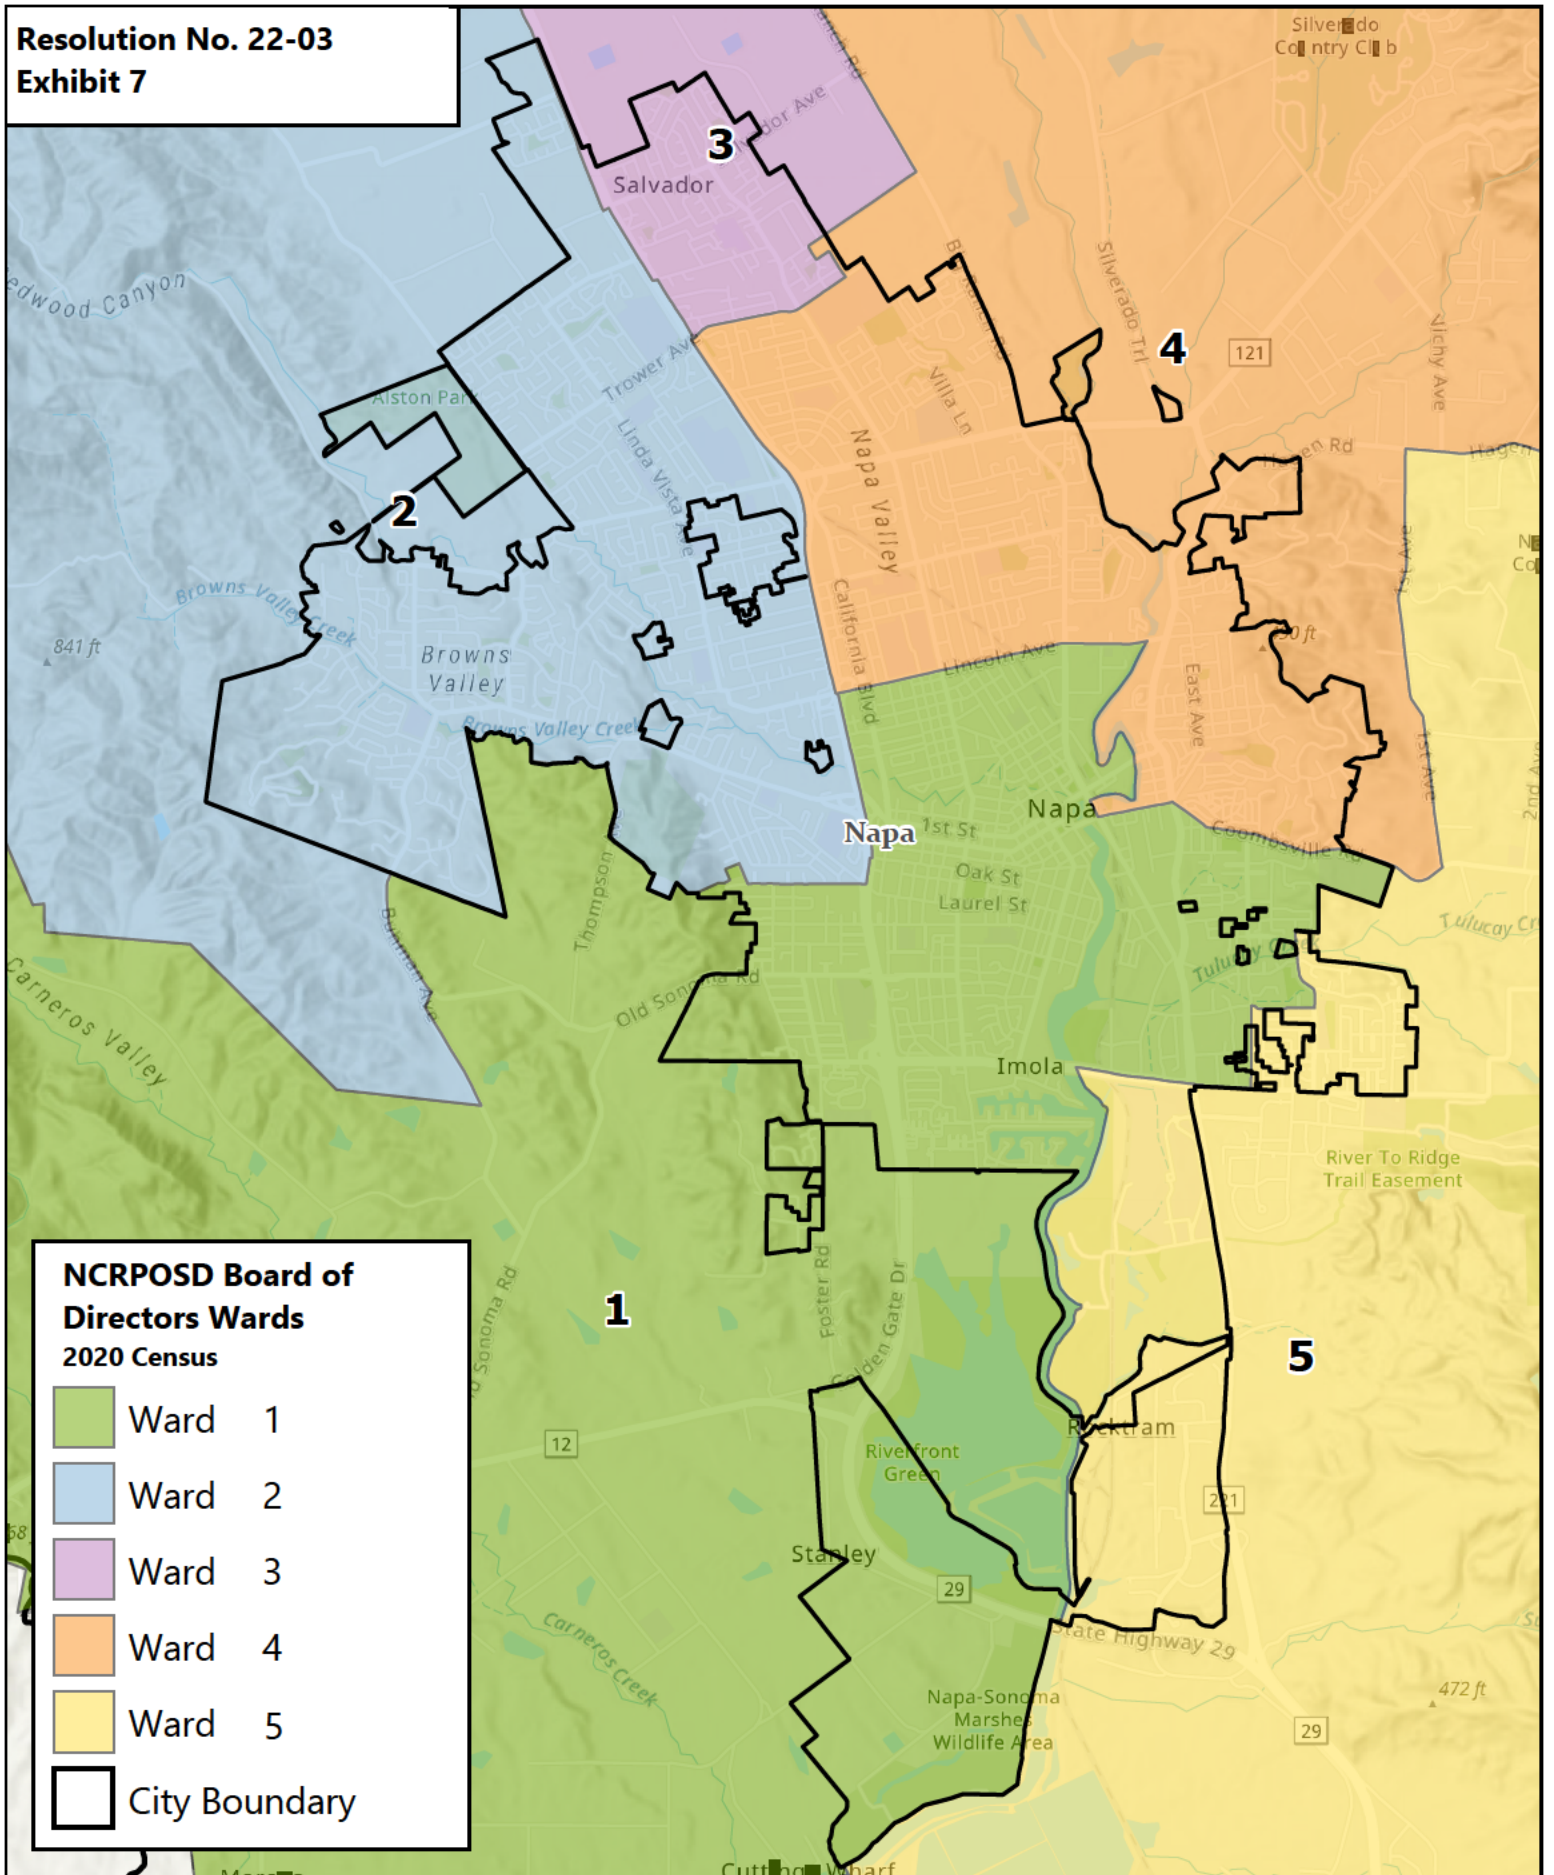 Resolution No. 22-03
Exhibit 7
3
Salvador
Trower Ave
Alston Park
2
Linda Vista Ave
Villa Ln
Napa Valley
Silverado Trl
4
121
Browns Valley Creek
841 ft
Browns
Valley
Browns Valley Creek
California Blvd
Lincoln Ave
East Ave
1st Ave
Napa
Napa
1st St
Oak St
Laurel St
Coombsville Rd
Thompson
Buhman Ave
Old Sonoma Rd
Carneros Valley
Imola
River To Ridge
Trail Easement
1
Foster Rd
Golden Gate Dr
5
12
Riverfront
Green
Rocktram
221
Stanley
29
State Highway 29
Carneros Creek
Napa-Sonoma
Marshes
Wildlife Area
472 ft
29
NCRPOSD Board of
Directors Wards
2020 Census
Ward 1
Ward 2
Ward 3
Ward 4
Ward 5
City Boundary